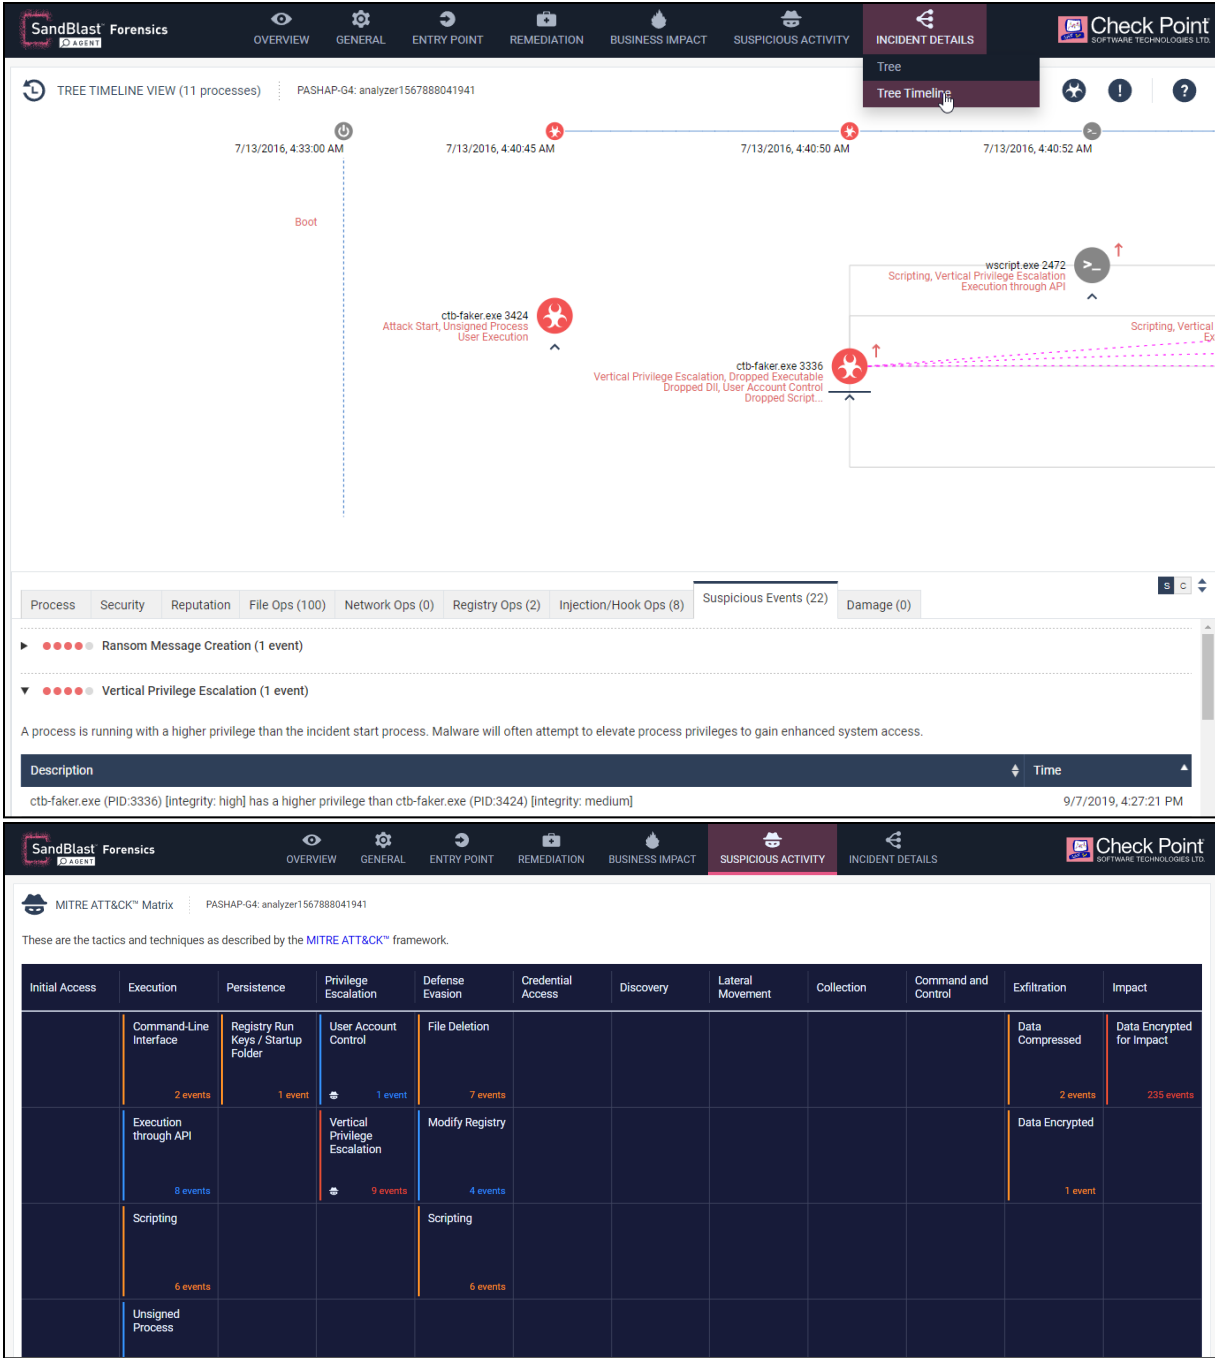 SandBlast Forensics
AGENT
OVERVIEW
GENERAL
ENTRY POINT
REMEDIATION
BUSINESS IMPACT
SUSPICIOUS ACTIVITY
INCIDENT DETAILS
Check Point
SOFTWARE TECHNOLOGIES LTD.
Tree
Tree Timeline
TREE TIMELINE VIEW (11 processes)
PASHAP-G4: analyzer1567888041941
7/13/2016, 4:33:00 AM
7/13/2016, 4:40:45 AM
7/13/2016, 4:40:50 AM
7/13/2016, 4:40:52 AM
Boot
wscript.exe 2472
Scripting, Vertical Privilege Escalation
Execution through API
ctb-faker.exe 3424
Attack Start, Unsigned Process
User Execution
Scripting, Vertical
Ex
ctb-faker.exe 3336
Vertical Privilege Escalation, Dropped Executable
Dropped Dll, User Account Control
Dropped Script...
S C
Process
Security
Reputation
File Ops (100)
Network Ops (0)
Registry Ops (2)
Injection/Hook Ops (8)
Suspicious Events (22)
Damage (0)
Ransom Message Creation (1 event)
Vertical Privilege Escalation (1 event)
A process is running with a higher privilege than the incident start process. Malware will often attempt to elevate process privileges to gain enhanced system access.
Description
Time
ctb-faker.exe (PID:3336) [integrity: high] has a higher privilege than ctb-faker.exe (PID:3424) [integrity: medium]
9/7/2019, 4:27:21 PM
SandBlast Forensics
AGENT
OVERVIEW
GENERAL
ENTRY POINT
REMEDIATION
BUSINESS IMPACT
SUSPICIOUS ACTIVITY
INCIDENT DETAILS
Check Point
SOFTWARE TECHNOLOGIES LTD.
MITRE ATT&CK™ Matrix
PASHAP-G4: analyzer1567888041941
These are the tactics and techniques as described by the MITRE ATT&CK™ framework.
Initial Access
Execution
Persistence
Privilege
Escalation
Defense
Evasion
Credential
Access
Discovery
Lateral
Movement
Collection
Command and
Control
Exfiltration
Impact
Command-Line
Interface
2 events
Registry Run
Keys / Startup
Folder
1 event
User Account
Control
1 event
File Deletion
7 events
Data
Compressed
2 events
Data Encrypted
for Impact
235 events
Execution
through API
8 events
Vertical
Privilege
Escalation
9 events
Modify Registry
4 events
Data Encrypted
1 event
Scripting
6 events
Scripting
6 events
Unsigned
Process